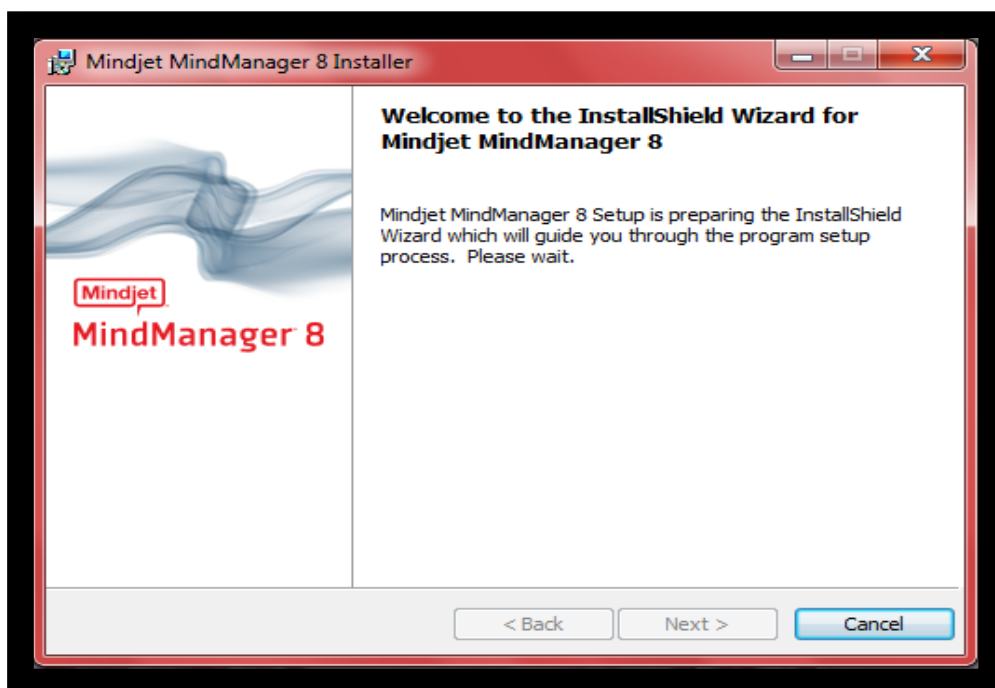 Mindjet MindManager 8 Installer
Welcome to the InstallShield Wizard for
Mindjet MindManager 8
Mindjet MindManager 8 Setup is preparing the InstallShield
Wizard which will guide you through the program setup
process.  Please wait.
Mindjet
MindManager 8
< Back
Next >
Cancel